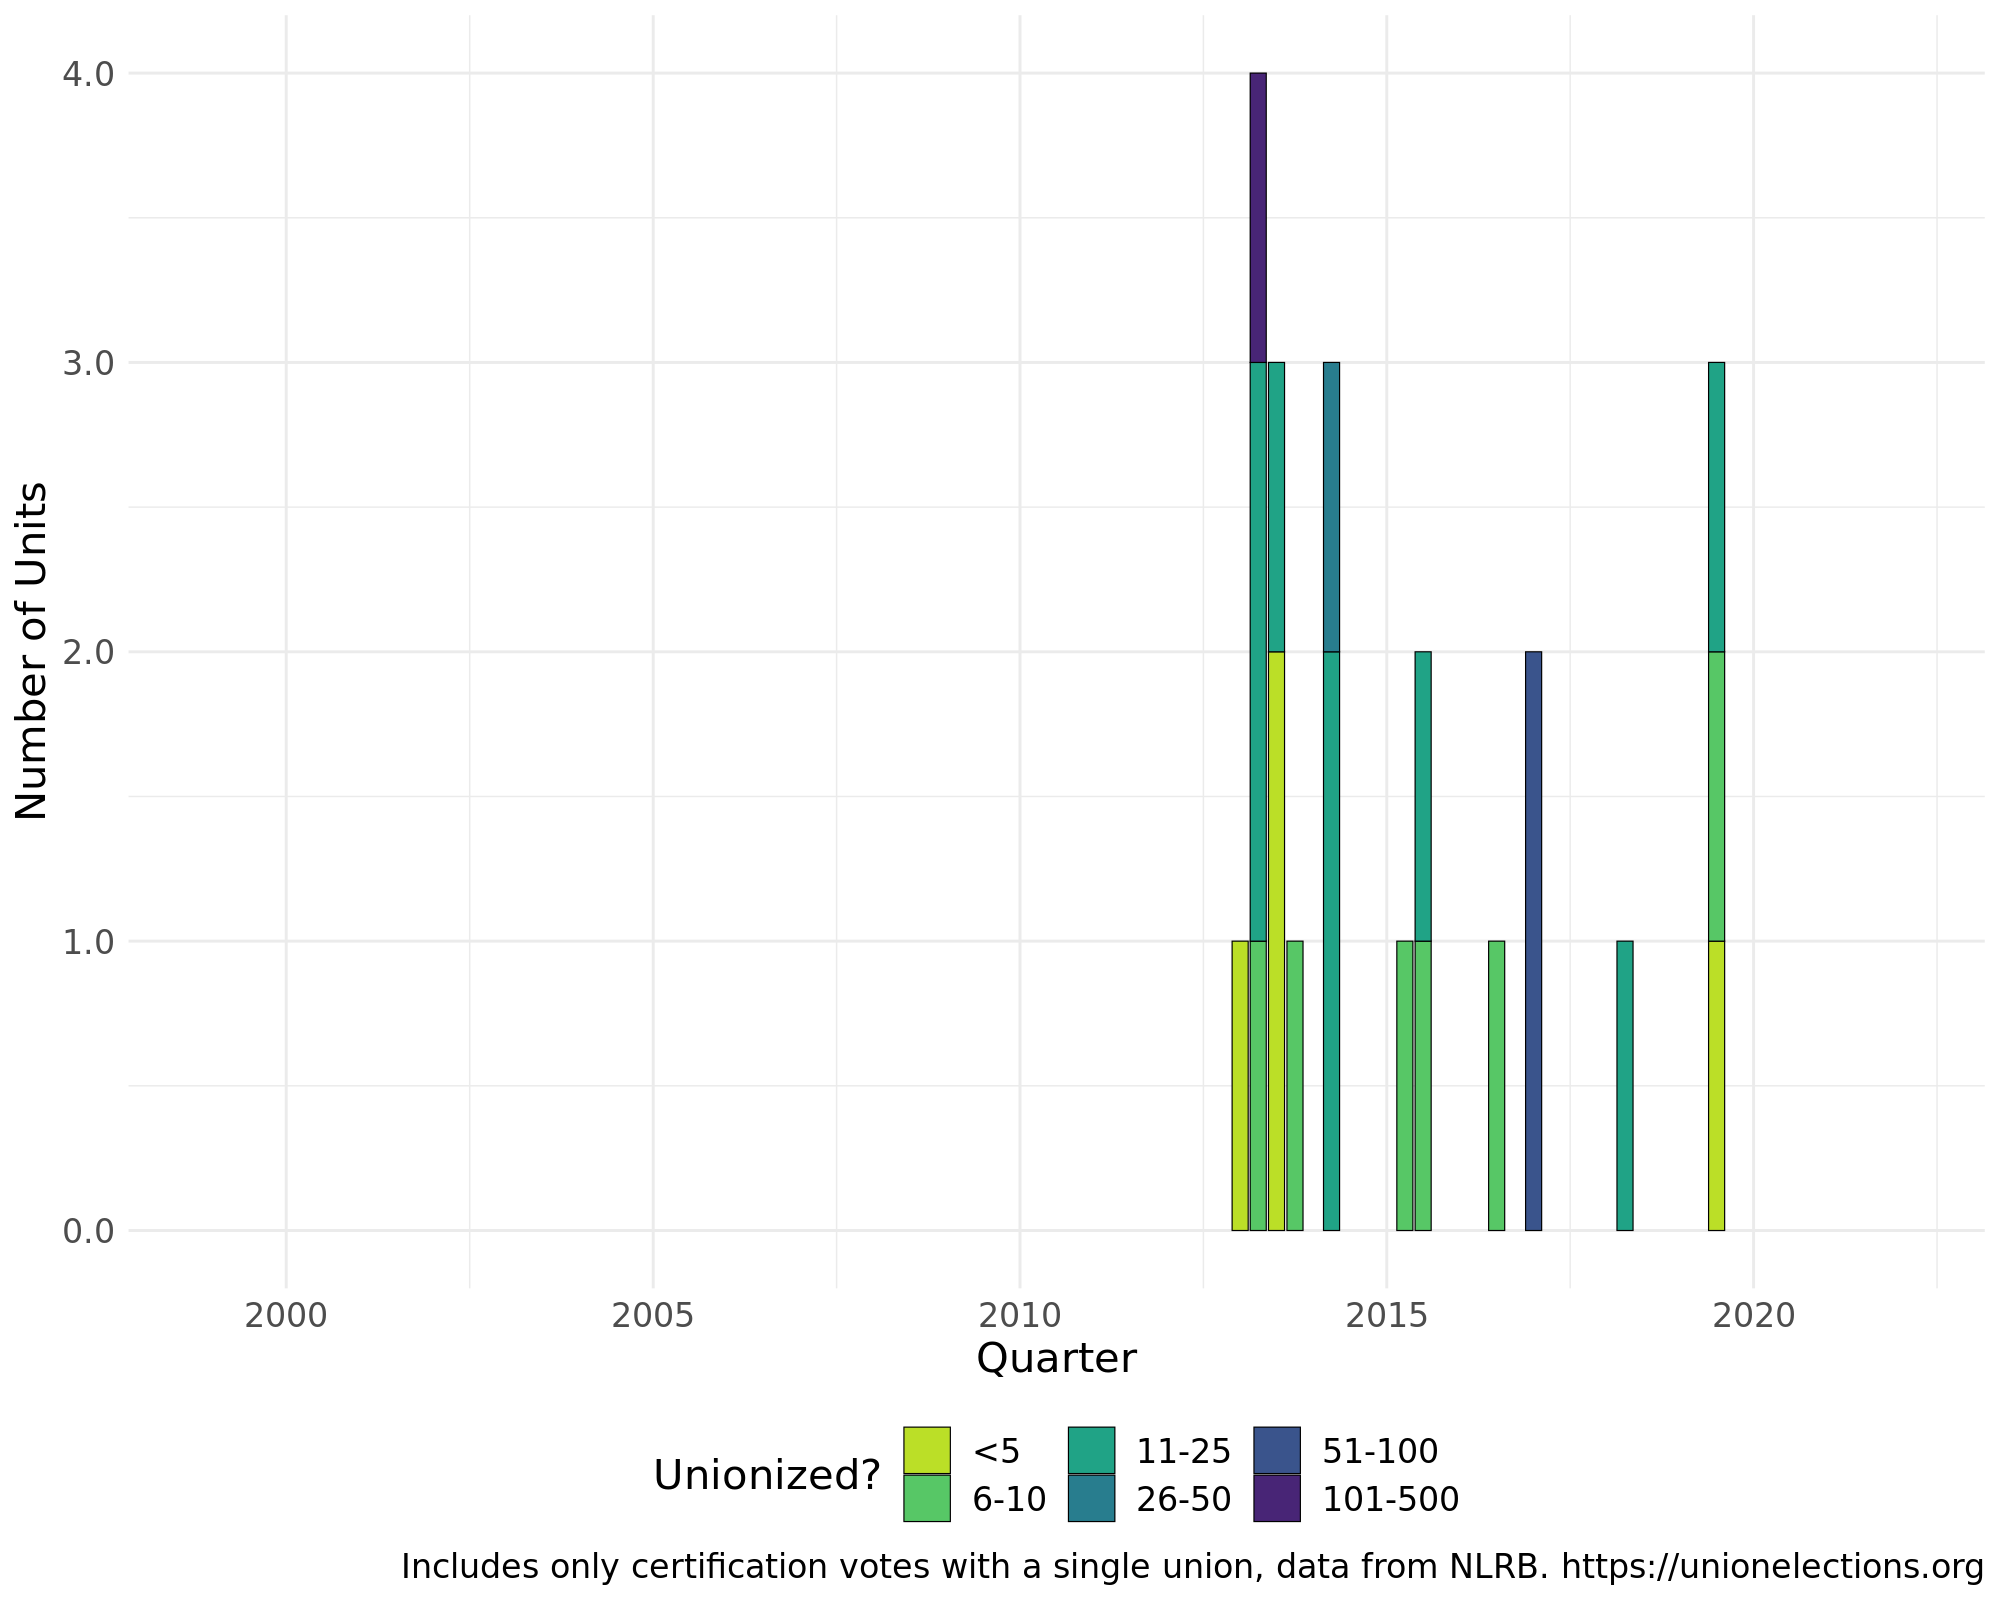 4.0
3.0
2.0
1.0
0.0
Number of Units
2000 2005 2010 2015 2020
Quarter
Unionized?
<5 11-25 51-100
6-10 26-50 101-500
Includes only certification votes with a single union, data from NLRB. https://unionelections.org